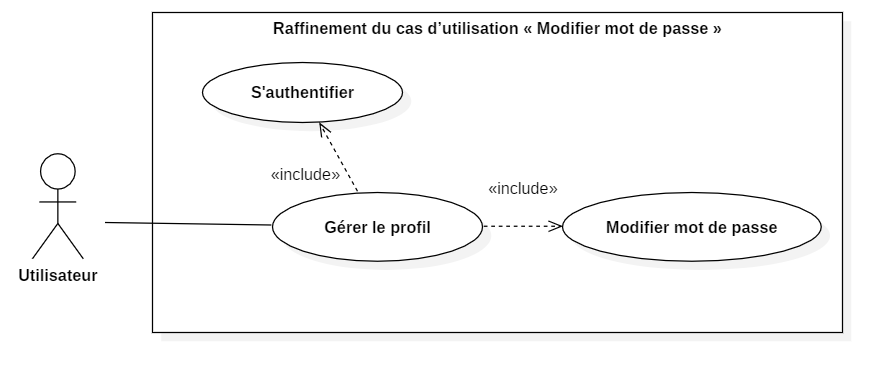 Raffinement du cas d’utilisation « Modifier mot de passe »
S'authentifier
«include»
«include»
Gérer le profil
Modifier mot de passe
Utilisateur